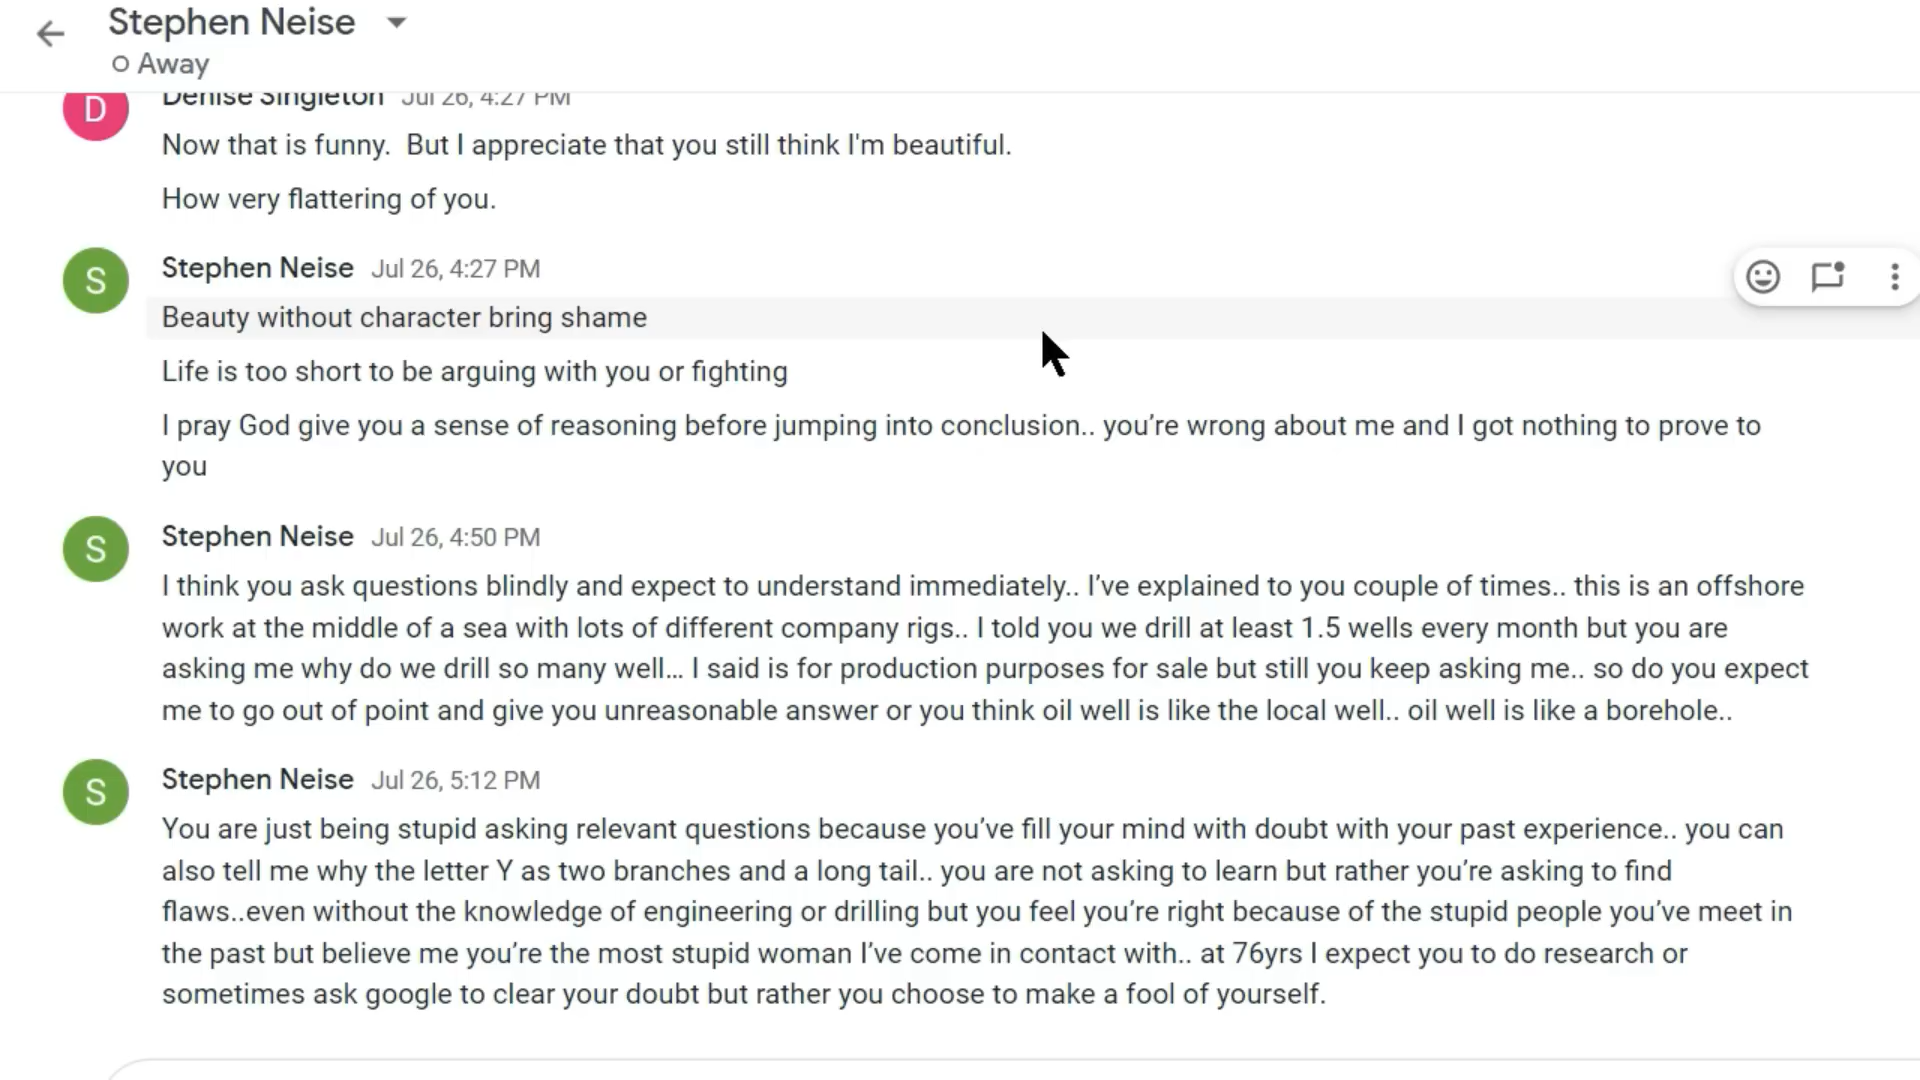 Stephen Neise
Away
D
Denise Singleton Jul 26, 4:27 PM
Now that is funny.  But I appreciate that you still think I'm beautiful.
How very flattering of you.
S
Stephen Neise Jul 26, 4:27 PM
Beauty without character bring shame
Life is too short to be arguing with you or fighting
I pray God give you a sense of reasoning before jumping into conclusion.. you’re wrong about me and I got nothing to prove to
you
S
Stephen Neise Jul 26, 4:50 PM
I think you ask questions blindly and expect to understand immediately.. I’ve explained to you couple of times.. this is an offshore
work at the middle of a sea with lots of different company rigs.. I told you we drill at least 1.5 wells every month but you are
asking me why do we drill so many well... I said is for production purposes for sale but still you keep asking me.. so do you expect
me to go out of point and give you unreasonable answer or you think oil well is like the local well.. oil well is like a borehole..
S
Stephen Neise Jul 26, 5:12 PM
You are just being stupid asking relevant questions because you’ve fill your mind with doubt with your past experience.. you can
also tell me why the letter Y as two branches and a long tail.. you are not asking to learn but rather you’re asking to find
flaws..even without the knowledge of engineering or drilling but you feel you’re right because of the stupid people you’ve meet in
the past but believe me you’re the most stupid woman I’ve come in contact with.. at 76yrs I expect you to do research or
sometimes ask google to clear your doubt but rather you choose to make a fool of yourself.